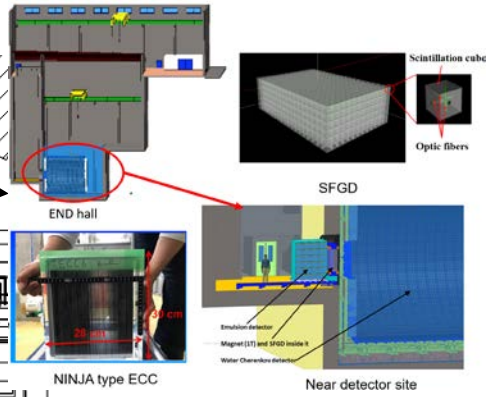 Scintillation cube
Optic fibers
SFGD
END hall
30 cm
28 cm
Emulsion detector
Magnet (1T) and SFGD inside it
Water Cherenkov detector
NINJA type ECC
Near detector site